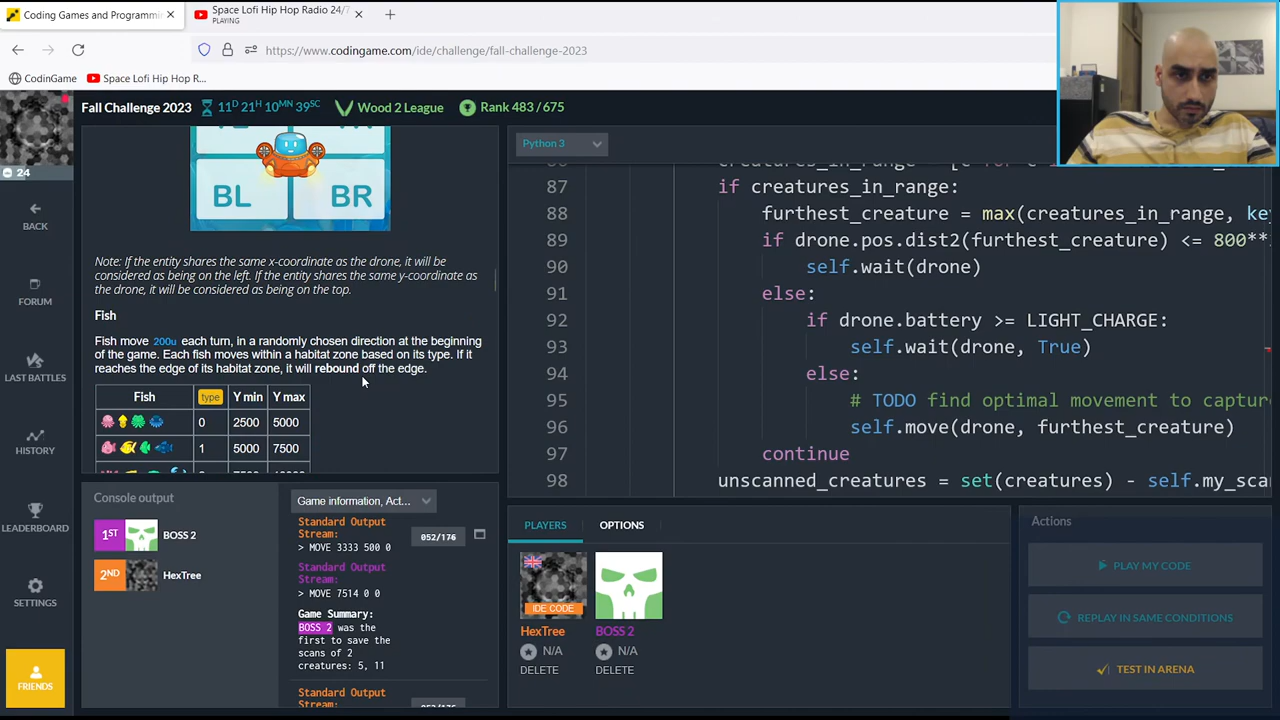 Coding Games and Programmin
Space Lofi Hip Hop Radio 24/7
PLAYING
https://www.codingame.com/ide/challenge/fall-challenge-2023
CodinGame
Space Lofi Hip Hop R...
Fall Challenge 2023
11D 21H 10MN 39SC
Wood 2 League
Rank 483 / 675
24
BACK
FORUM
LAST BATTLES
HISTORY
LEADERBOARD
SETTINGS
FRIENDS
BL
BR
Note: If the entity shares the same x-coordinate as the drone, it will be
considered as being on the left. If the entity shares the same y-coordinate as
the drone, it will be considered as being on the top.
Fish
Fish move 200u each turn, in a randomly chosen direction at the beginning
of the game. Each fish moves within a habitat zone based on its type. If it
reaches the edge of its habitat zone, it will rebound off the edge.
Fish type Y min Y max
0 2500 5000
1 5000 7500
Python 3
87 if creatures_in_range:
88 furthest_creature = max(creatures_in_range, key
89 if drone.pos.dist2(furthest_creature) <= 800**
90 self.wait(drone)
91 else:
92 if drone.battery >= LIGHT_CHARGE:
93 self.wait(drone, True)
94 else:
95 # TODO find optimal movement to captur
96 self.move(drone, furthest_creature)
97 continue
98 unscanned_creatures = set(creatures) - self.my_sca
Console output
1ST BOSS 2
2ND HexTree
Game information, Act...
Standard Output
Stream:
> MOVE 3333 500 0
052/176
Standard Output
Stream:
> MOVE 7514 0 0
Game Summary:
BOSS 2 was the
first to save the
scans of 2
creatures: 5, 11
Standard Output
Stream:
053/176
PLAYERS
OPTIONS
IDE CODE
HexTree
N/A
DELETE
BOSS 2
N/A
DELETE
Actions
PLAY MY CODE
REPLAY IN SAME CONDITIONS
TEST IN ARENA